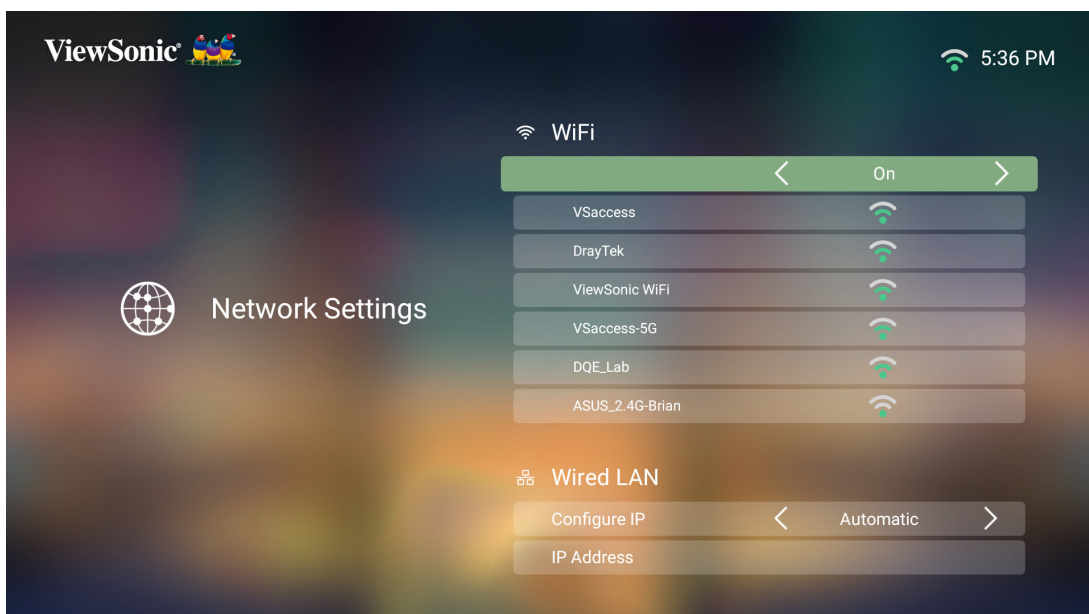 ViewSonic®
5:36 PM
WiFi
On
VSaccess
DrayTek
ViewSonic WiFi
VSaccess-5G
DQE_Lab
ASUS_2.4G-Brian
Network Settings
Wired LAN
Configure IP Automatic
IP Address